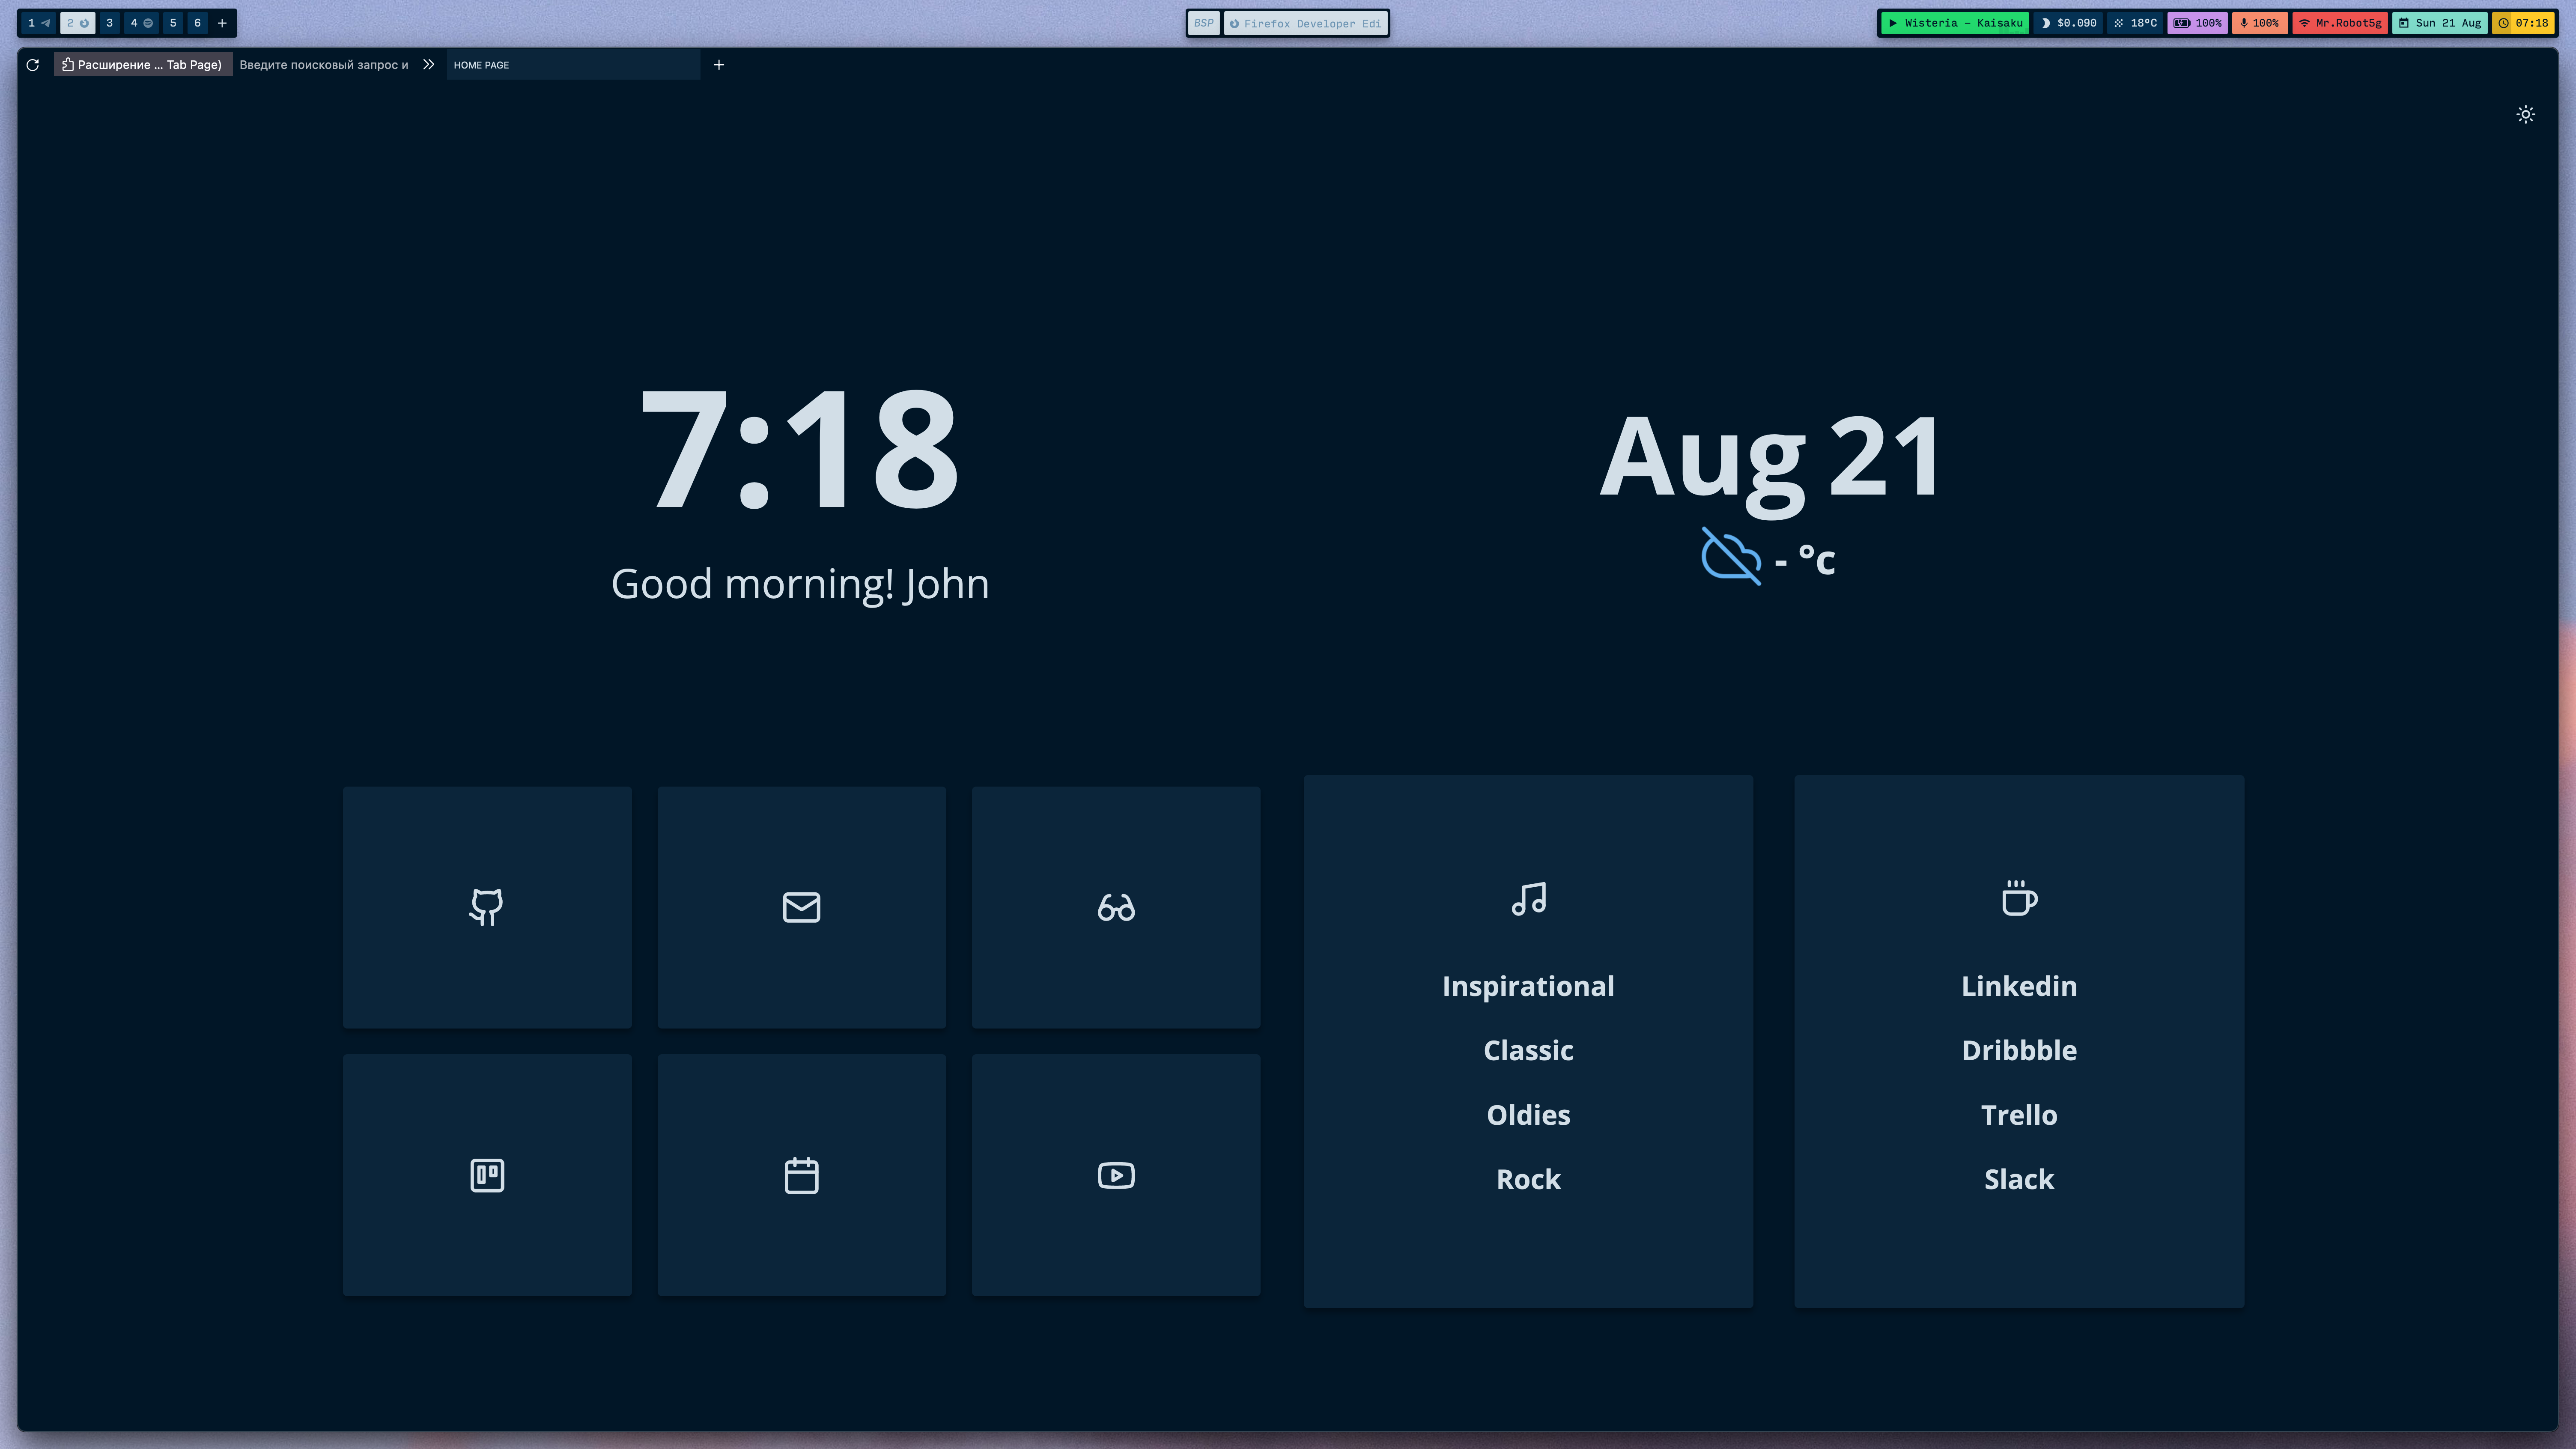 1 2 3 4 5 6 +
BSP Firefox Developer Edi
Wisteria - Kaisaku $0.090 18°C 100% 100% Mr.Robot5g Sun 21 Aug 07:18
Расширение ... Tab Page) Введите поисковый запрос и HOME PAGE +
7:18
Good morning! John
Aug 21
- °c
Inspirational
Classic
Oldies
Rock
Linkedin
Dribbble
Trello
Slack